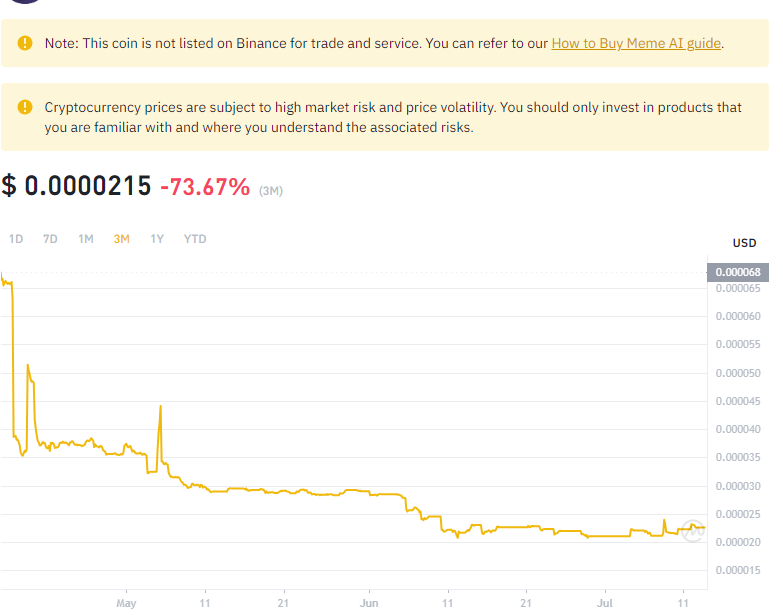 Note: This coin is not listed on Binance for trade and service. You can refer to our How to Buy Meme AI guide.
Cryptocurrency prices are subject to high market risk and price volatility. You should only invest in products that
you are familiar with and where you understand the associated risks.
$ 0.0000215 -73.67% (3M)
1D 7D 1M 3M 1Y YTD
USD
0.000068
0.000065
0.000060
0.000055
0.000050
0.000045
0.000040
0.000035
0.000030
0.000025
0.000020
0.000015
May 11 21 Jun 11 21 Jul 11